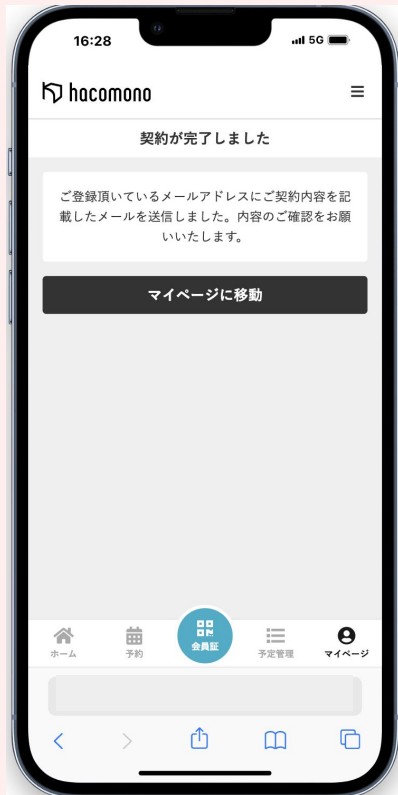 16:28
5G
hacomono
契約が完了しました
ご登録頂いているメールアドレスにご契約内容を記
載したメールを送信しました。内容のご確認をお願
いいたします。
マイページに移動
ホーム
予約
会員証
予定管理
マイページ